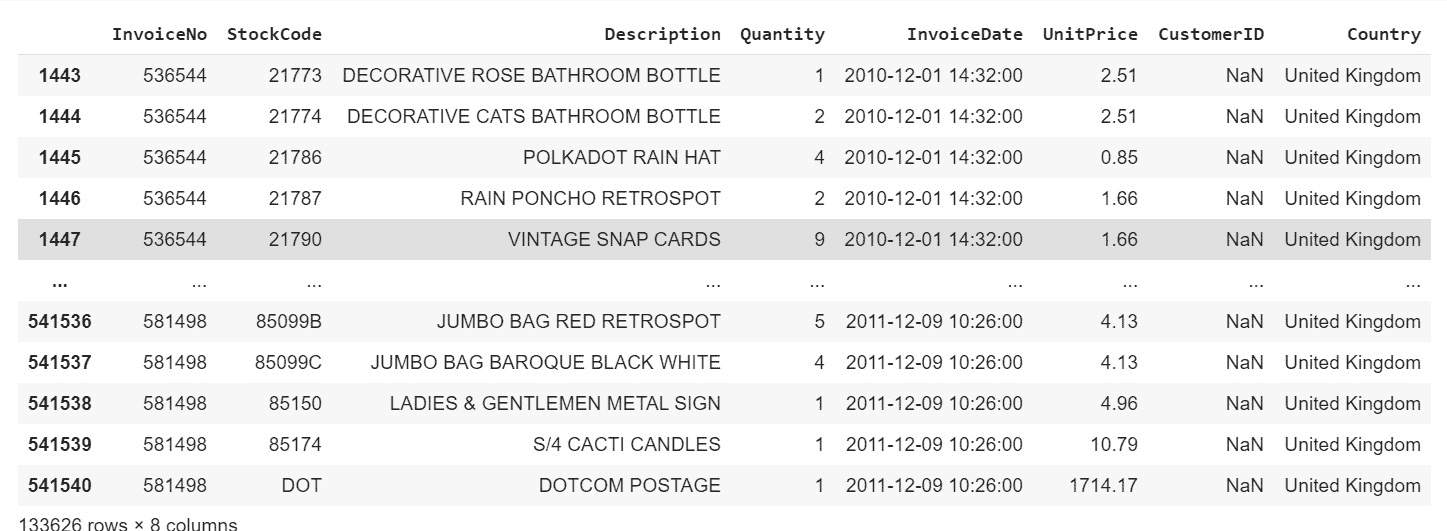 InvoiceNo StockCode Description Quantity InvoiceDate UnitPrice CustomerID Country
1443 536544 21773 DECORATIVE ROSE BATHROOM BOTTLE 1 2010-12-01 14:32:00 2.51 NaN United Kingdom
1444 536544 21774 DECORATIVE CATS BATHROOM BOTTLE 2 2010-12-01 14:32:00 2.51 NaN United Kingdom
1445 536544 21786 POLKADOT RAIN HAT 4 2010-12-01 14:32:00 0.85 NaN United Kingdom
1446 536544 21787 RAIN PONCHO RETROSPOT 2 2010-12-01 14:32:00 1.66 NaN United Kingdom
1447 536544 21790 VINTAGE SNAP CARDS 9 2010-12-01 14:32:00 1.66 NaN United Kingdom
... ... ... ... ... ... ... ... ...
541536 581498 85099B JUMBO BAG RED RETROSPOT 5 2011-12-09 10:26:00 4.13 NaN United Kingdom
541537 581498 85099C JUMBO BAG BAROQUE BLACK WHITE 4 2011-12-09 10:26:00 4.13 NaN United Kingdom
541538 581498 85150 LADIES & GENTLEMEN METAL SIGN 1 2011-12-09 10:26:00 4.96 NaN United Kingdom
541539 581498 85174 S/4 CACTI CANDLES 1 2011-12-09 10:26:00 10.79 NaN United Kingdom
541540 581498 DOT DOTCOM POSTAGE 1 2011-12-09 10:26:00 1714.17 NaN United Kingdom
133626 rows × 8 columns